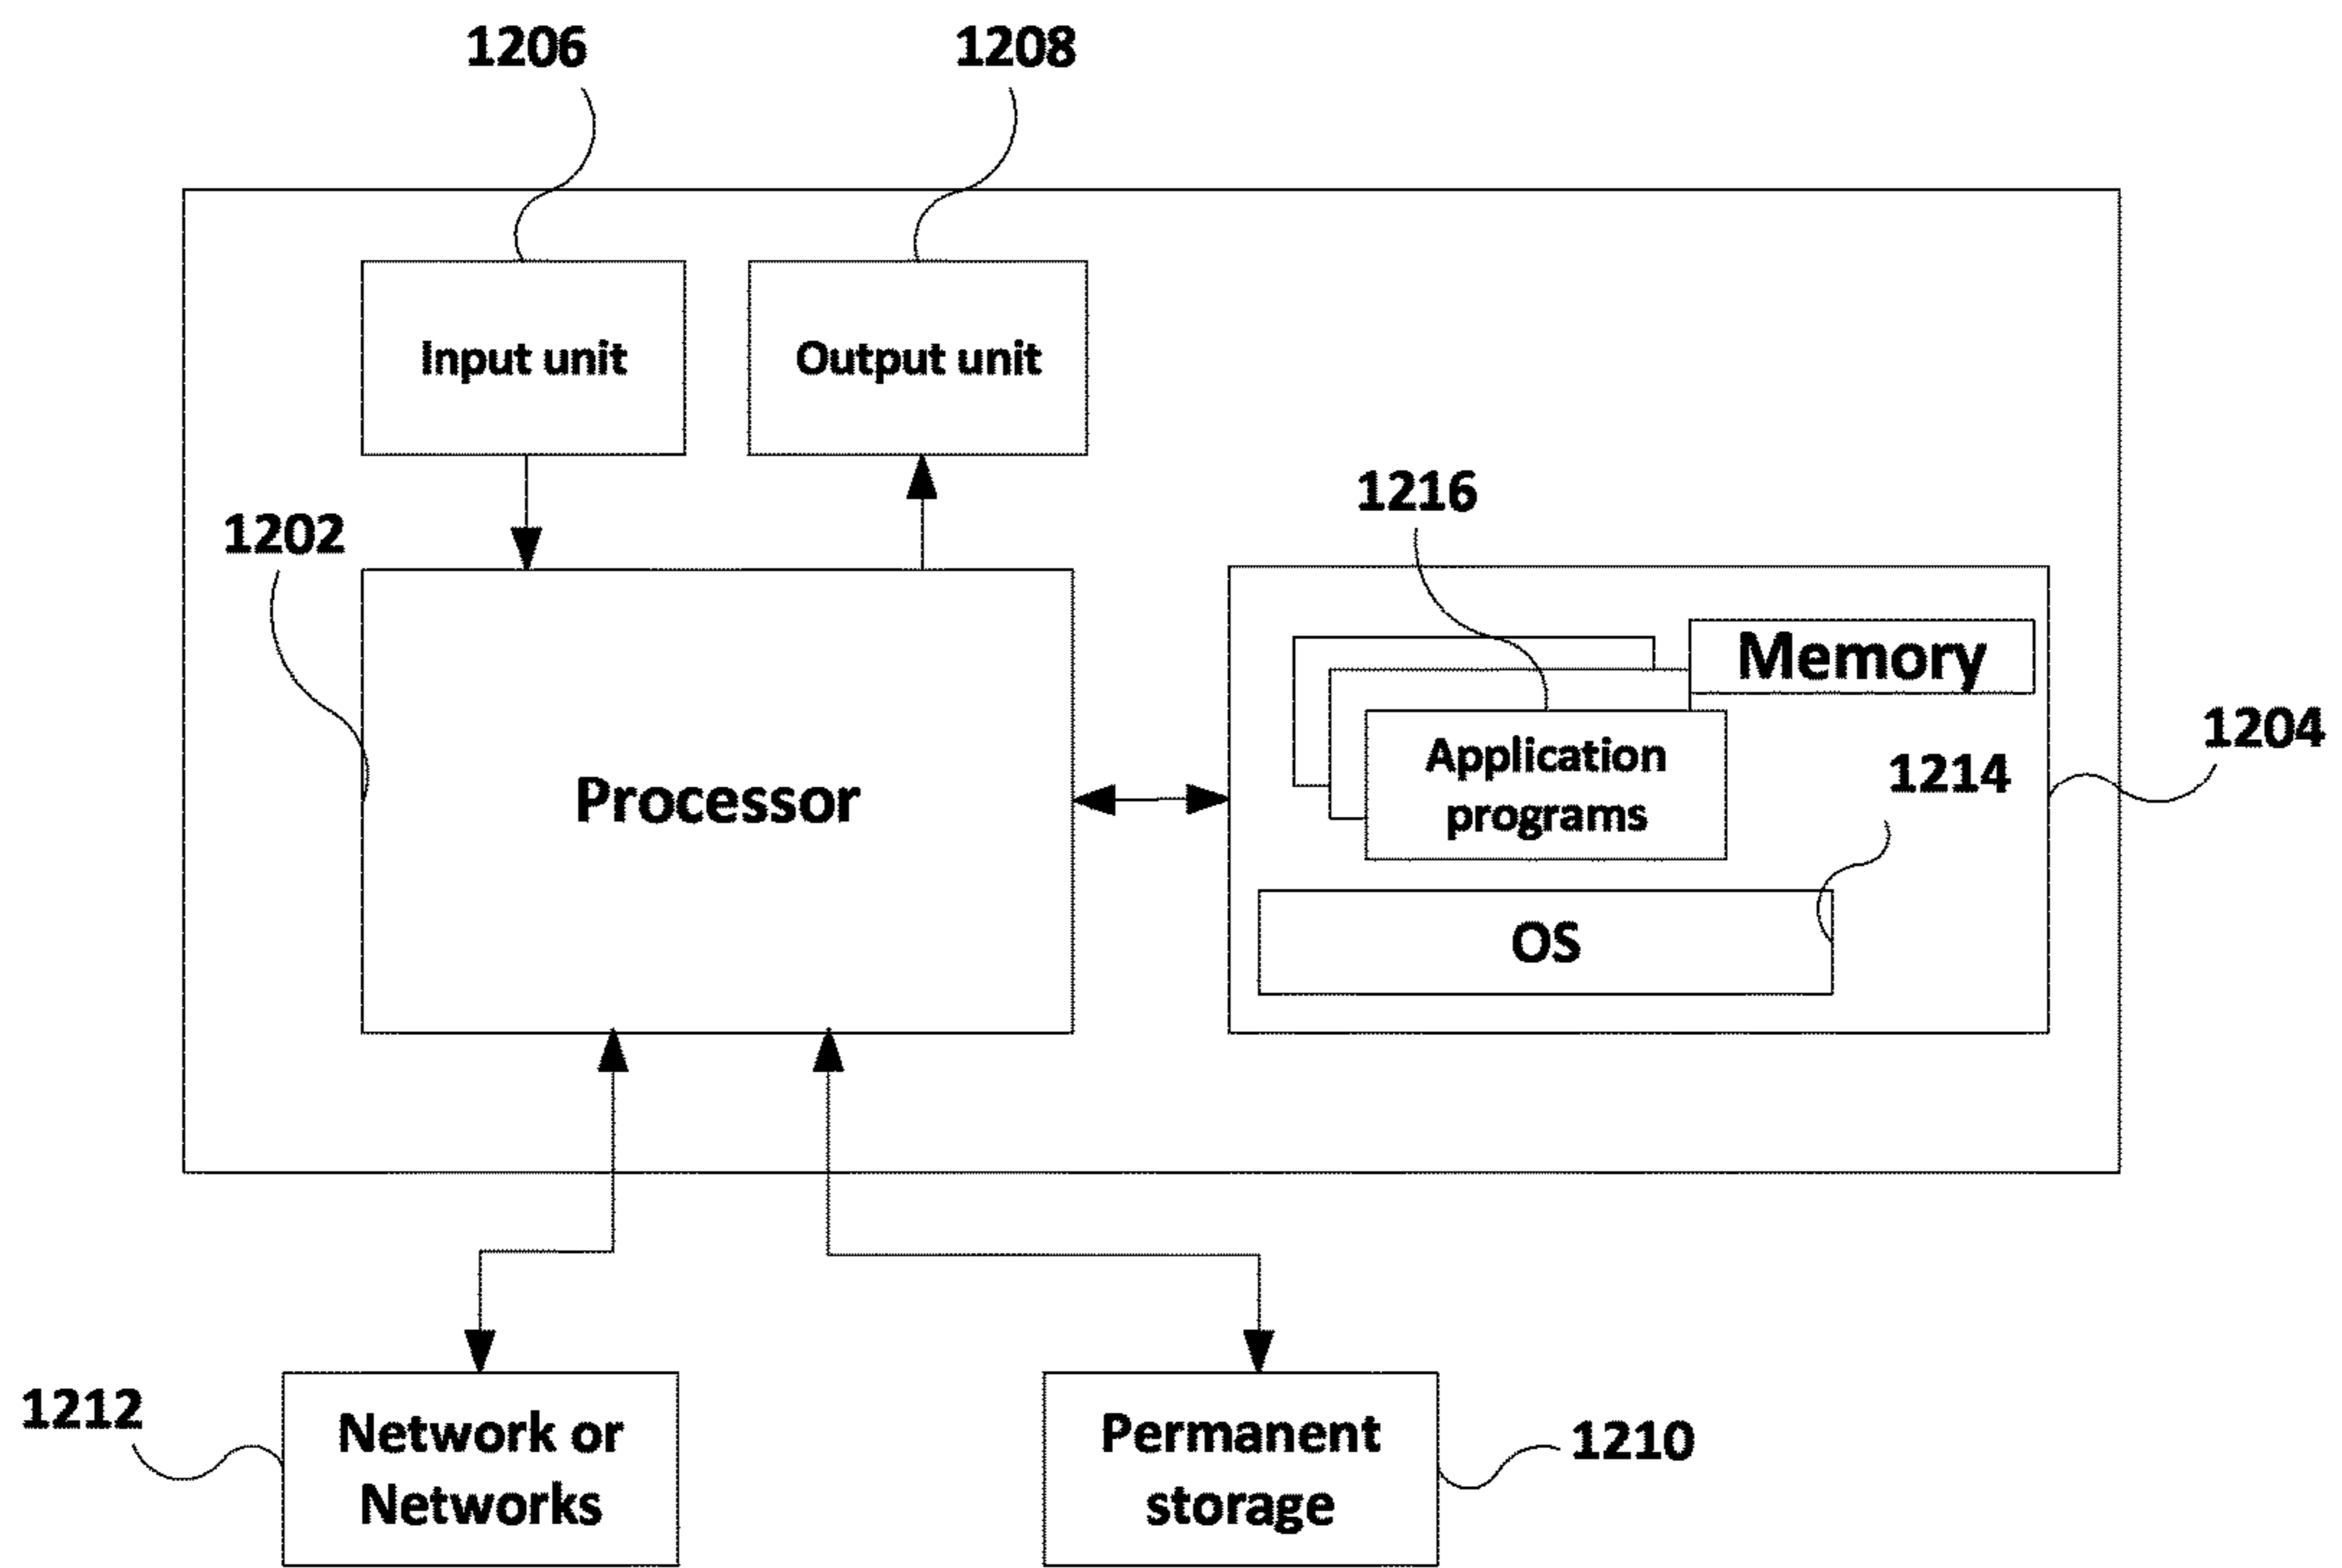 1206
1208
Input unit
Output unit
1216
1202
Memory
1204
Application
programs
1214
Processor
OS
1212
Network or
Networks
Permanent
storage
1210